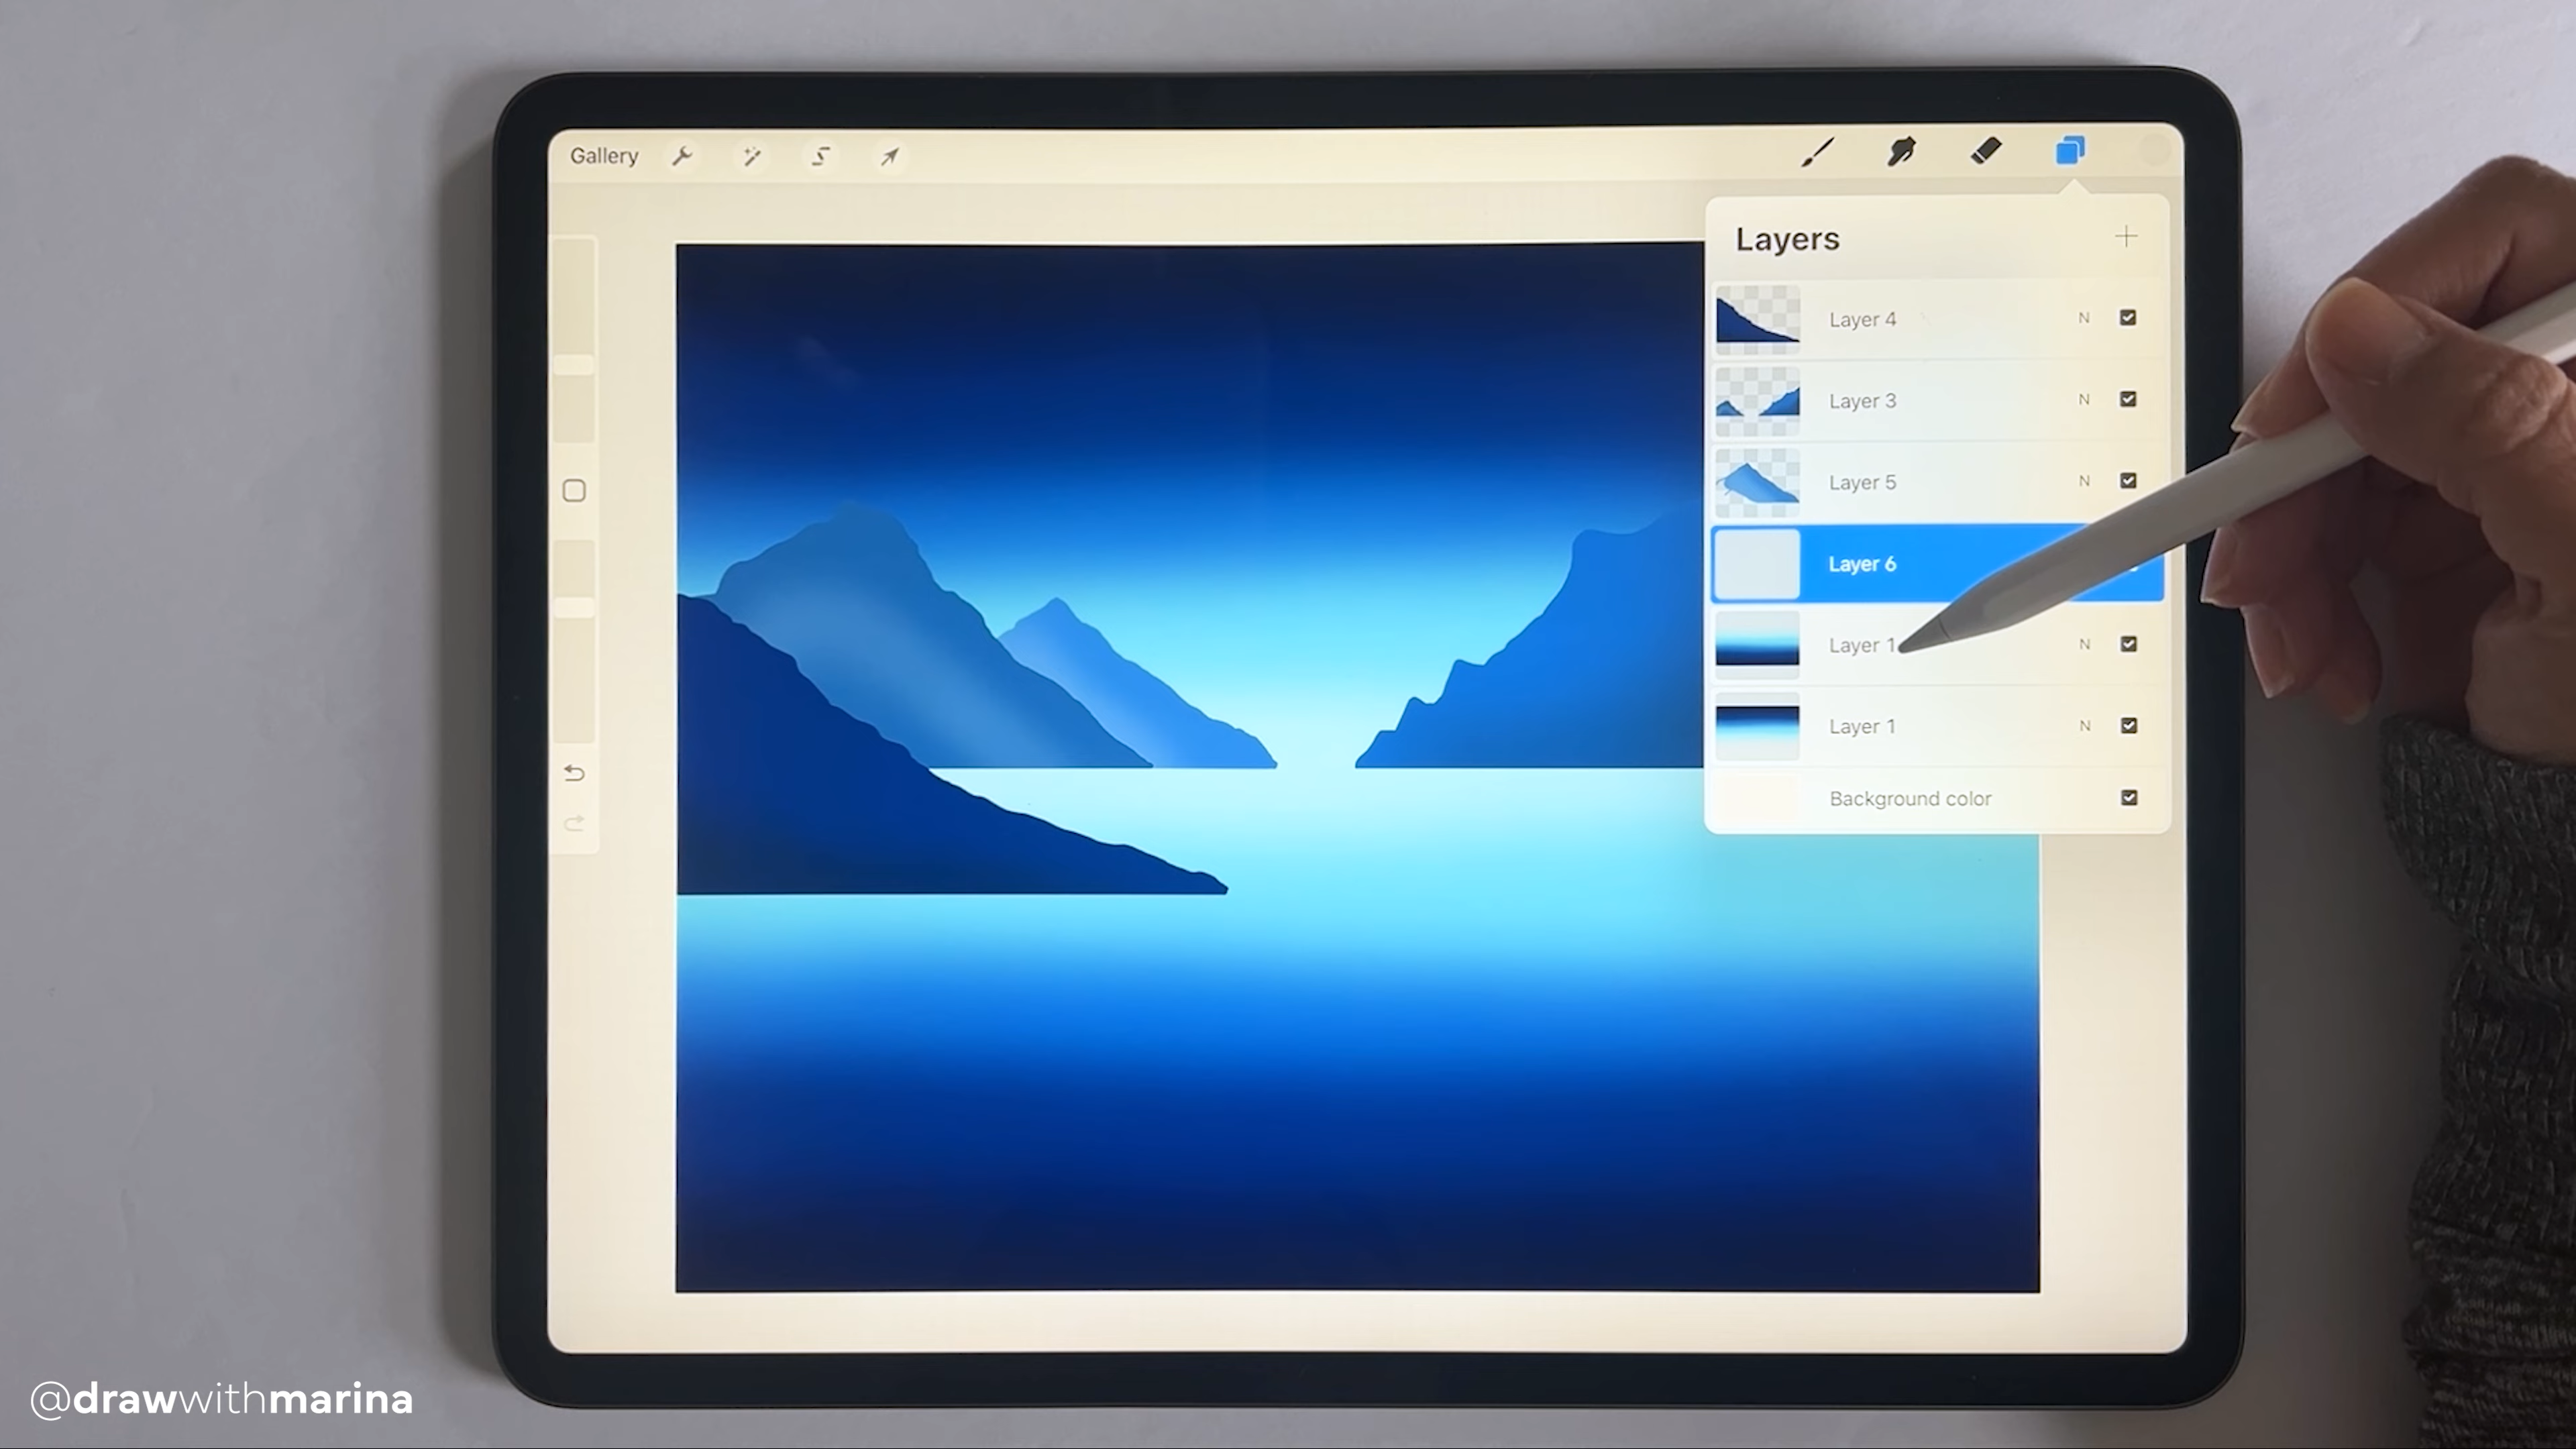 Gallery
Layers
Layer 4 N
Layer 3 N
Layer 5 N
Layer 6
Layer 1 N
Layer 1 N
Background color
@drawwithmarina